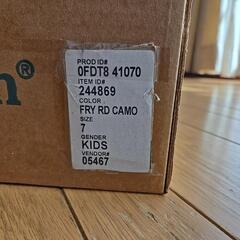 n®
PROD ID#
0FDT8 41070
ITEM ID#
244869
COLOR
FRY RD CAMO
SIZE
7
GENDER
KIDS
VENDOR#
05467